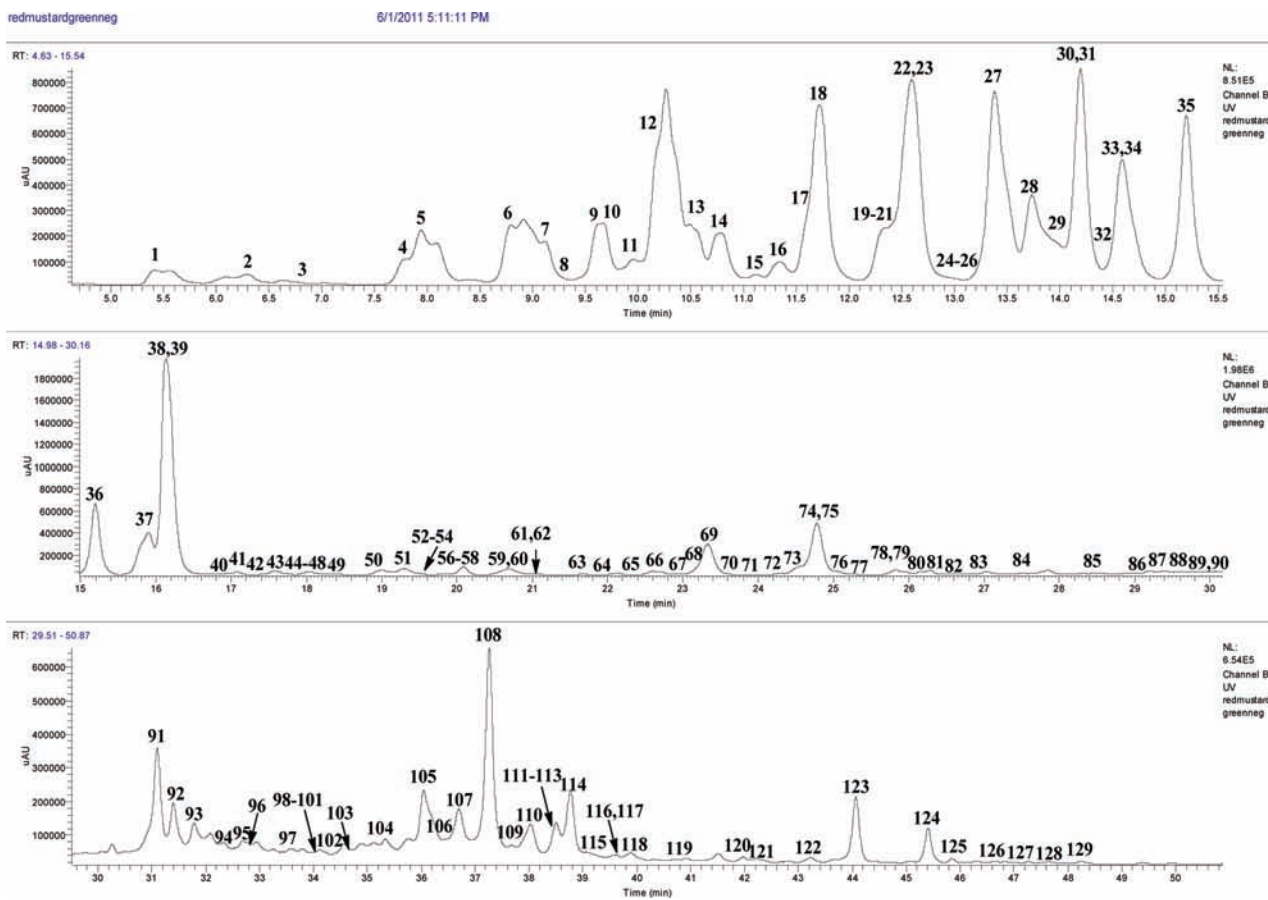 redmustardgreenneg 6/1/2011 5:11:11 PM
RT: 4.63 - 15.54
30,31
22,23
27
NL:
8.51E5
Channel B
UV
redmustard
greenneg
800000
700000
600000
500000
400000
300000
200000
100000
uAU
1
2
3
4
5
6
7
8
9
10
11
12
13
14
15
16
17
18
19-21
24-26
28
29
32
33,34
35
5.0 5.5 6.0 6.5 7.0 7.5 8.0 8.5 9.0 9.5 10.0 10.5 11.0 11.5 12.0 12.5 13.0 13.5 14.0 14.5 15.0 15.5
Time (min)
RT: 14.98 - 30.16
38,39
NL:
1.98E6
Channel B
UV
redmustard
greenneg
1800000
1600000
1400000
1200000
1000000
800000
600000
400000
200000
uAU
36
37
40 41 42 43 44-48 49 50 51
52-54
56-58
59,60
61,62
63 64 65 66 67 68 69 70 71 72 73
74,75
76 77
78,79
80 81 82 83 84 85 86 87 88 89,90
15 16 17 18 19 20 21 22 23 24 25 26 27 28 29 30
Time (min)
RT: 29.51 - 50.87
108
NL:
6.54E5
Channel B
UV
redmustard
greenneg
600000
500000
400000
300000
200000
100000
uAU
91
92
93
94 95
96
97
98-101
102
103
104
105
106
107
109
110
111-113
114
115
116,117
118
119
120
121
122
123
124
125 126 127 128 129
30 31 32 33 34 35 36 37 38 39 40 41 42 43 44 45 46 47 48 49 50
Time (min)